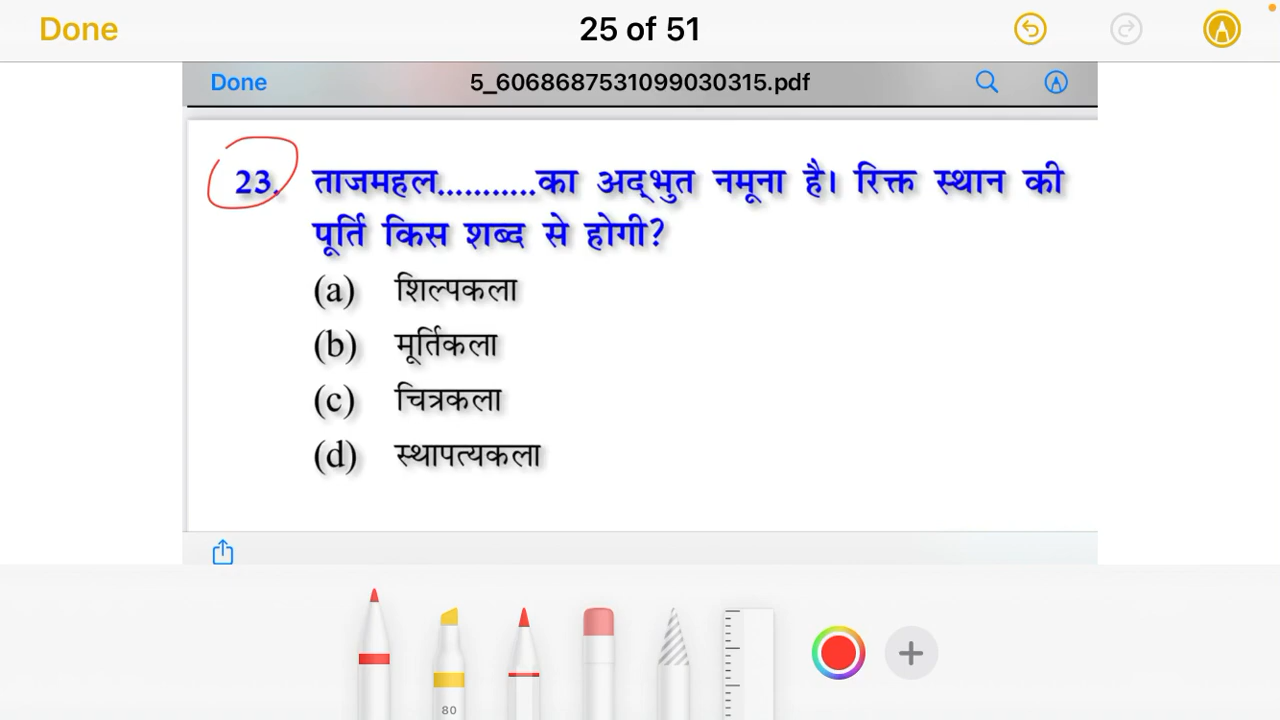 Done 25 of 51
Done 5_6068687531099030315.pdf
23. ताजमहल...........का अद्भुत नमूना है। रिक्त स्थान की
पूर्ति किस शब्द से होगी?
(a) शिल्पकला
(b) मूर्तिकला
(c) चित्रकला
(d) स्थापत्यकला
80